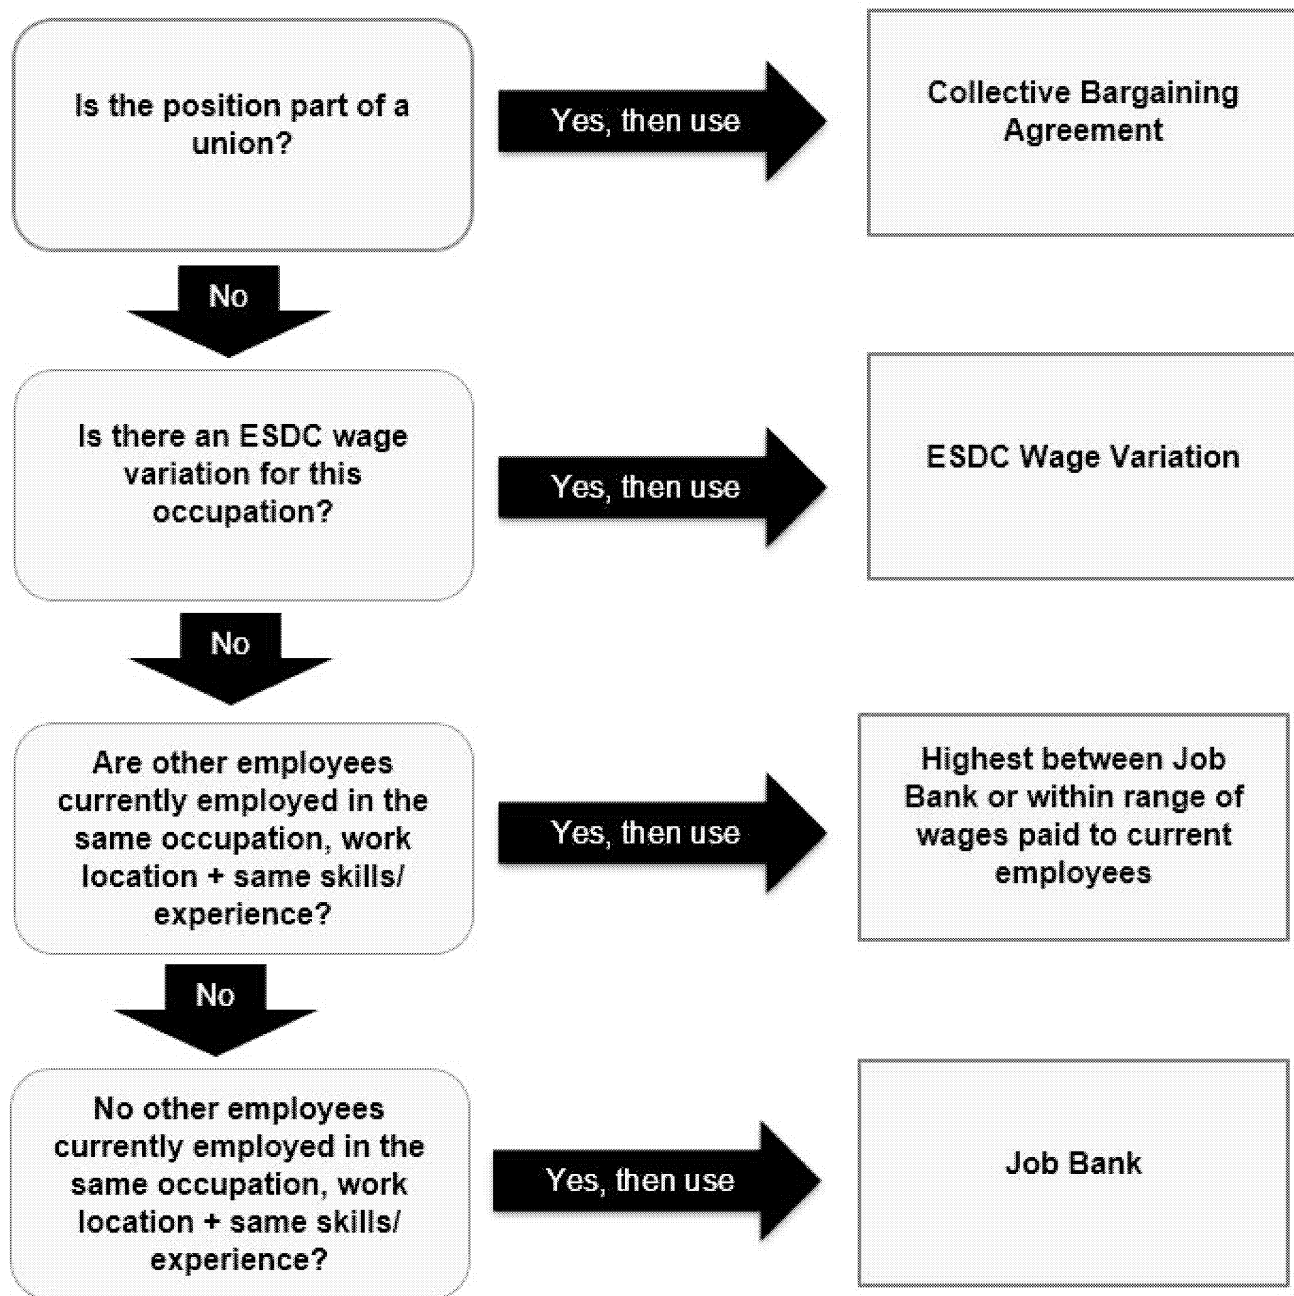 Is the position part of a
union?
Yes, then use
Collective Bargaining
Agreement
No
Is there an ESDC wage
variation for this
occupation?
Yes, then use
ESDC Wage Variation
No
Are other employees
currently employed in the
same occupation, work
location + same skills/
experience?
Yes, then use
Highest between Job
Bank or within range of
wages paid to current
employees
No
No other employees
currently employed in the
same occupation, work
location + same skills/
experience?
Yes, then use
Job Bank